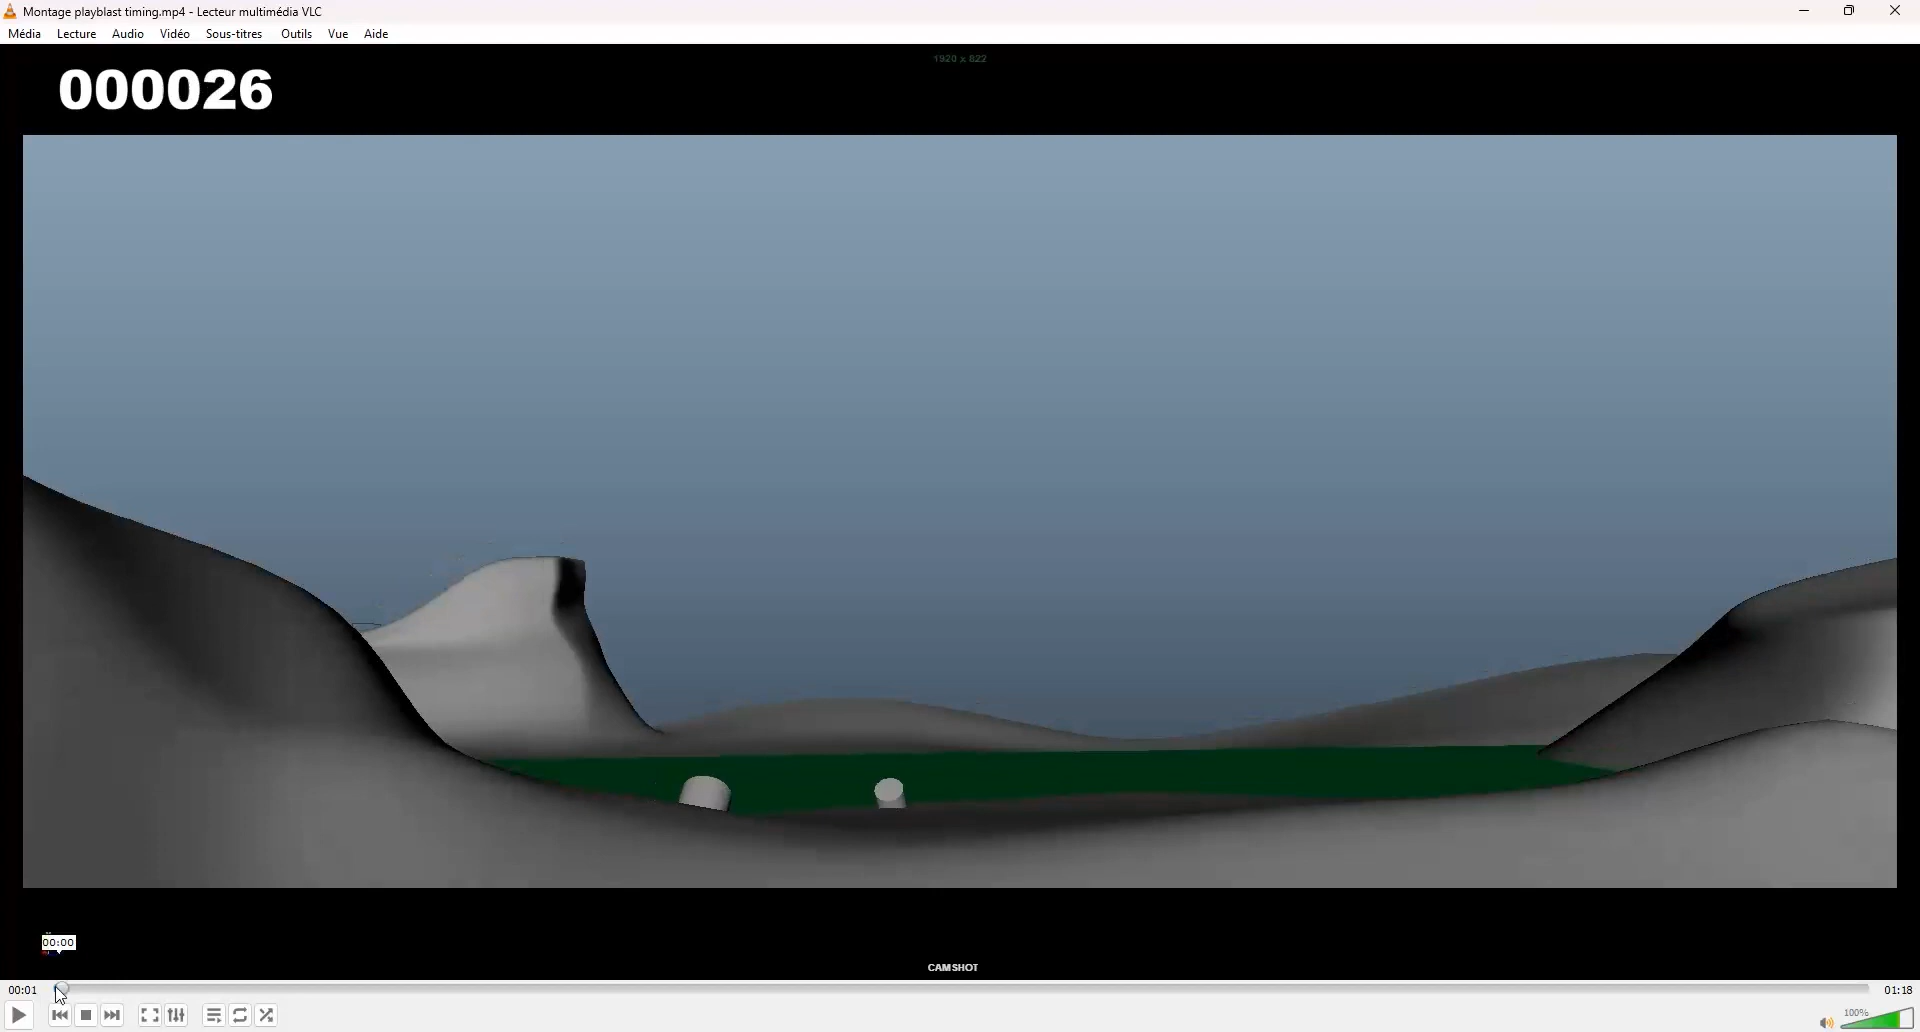 Montage playblast timing.mp4 - Lecteur multimédia VLC
Média Lecture Audio Vidéo Sous-titres Outils Vue Aide
1920 x 822
000026
00:00
CAMSHOT
00:01
01:18
100%